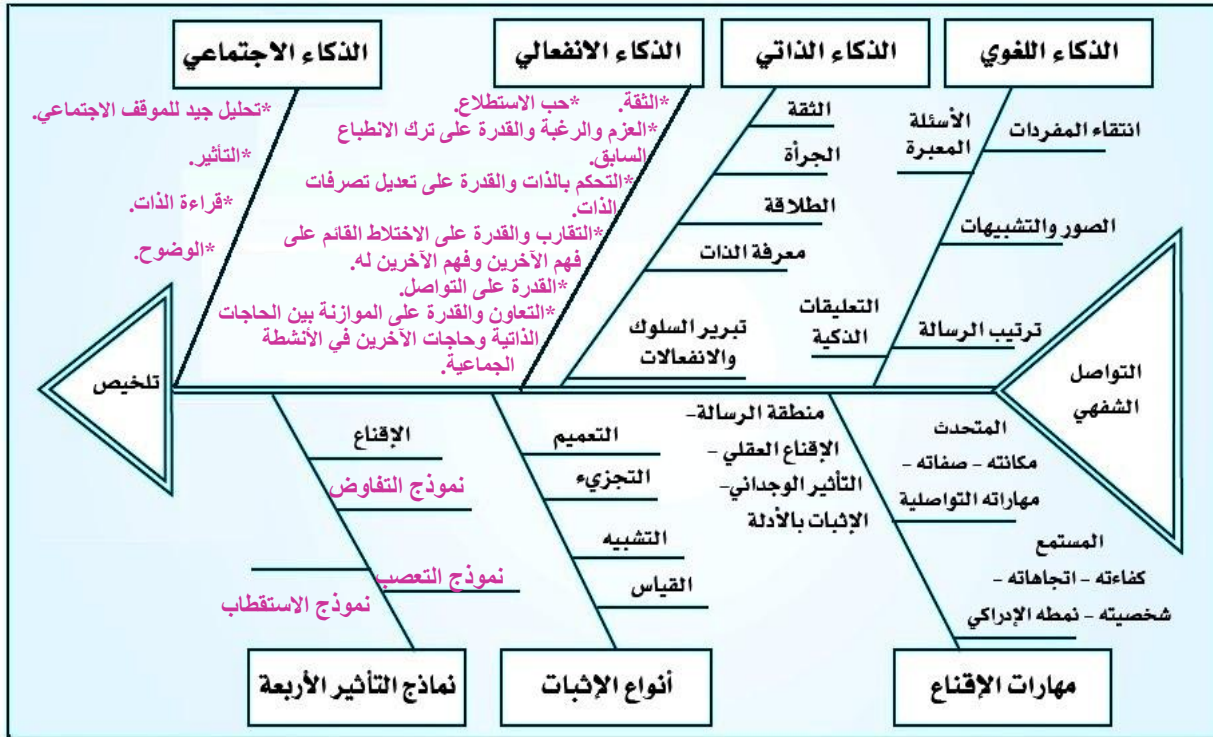 الذكاء اللغوي
الذكاء الذاتي
الذكاء الانفعالي
الذكاء الاجتماعي
انتقاء المفردات
الأسئلة
المعبرة
الصور والتشبيهات
ترتيب الرسالة
التعليقات
الذكية
الثقة
الجرأة
الطلاقة
معرفة الذات
تبرير السلوك
والانفعالات
*الثقة. *حب الاستطلاع.
*العزم والرغبة والقدرة على ترك الانطباع
السابق.
*التحكم بالذات والقدرة على تعديل تصرفات
الذات.
*التقارب والقدرة على الاختلاط القائم على
فهم الآخرين وفهم الآخرين له.
*القدرة على التواصل.
*التعاون والقدرة على الموازنة بين الحاجات
الذاتية وحاجات الآخرين في الأنشطة
الجماعية.
*تحليل جيد للموقف الاجتماعي.
*التأثير.
*قراءة الذات.
*الوضوح.
التواصل
الشفهي
تلخيص
المتحدث
مكانته – صفاته –
مهاراته التواصلية
المستمع
كفاءته – اتجاهاته –
شخصيته – نمطه الإدراكي
منطقة الرسالة–
الإقناع العقلي –
التأثير الوجداني–
الإثبات بالأدلة
التعميم
التجزيء
التشبيه
القياس
الإقناع
نموذج التفاوض
نموذج التعصب
نموذج الاستقطاب
مهارات الإقناع
أنواع الإثبات
نماذج التأثير الأربعة